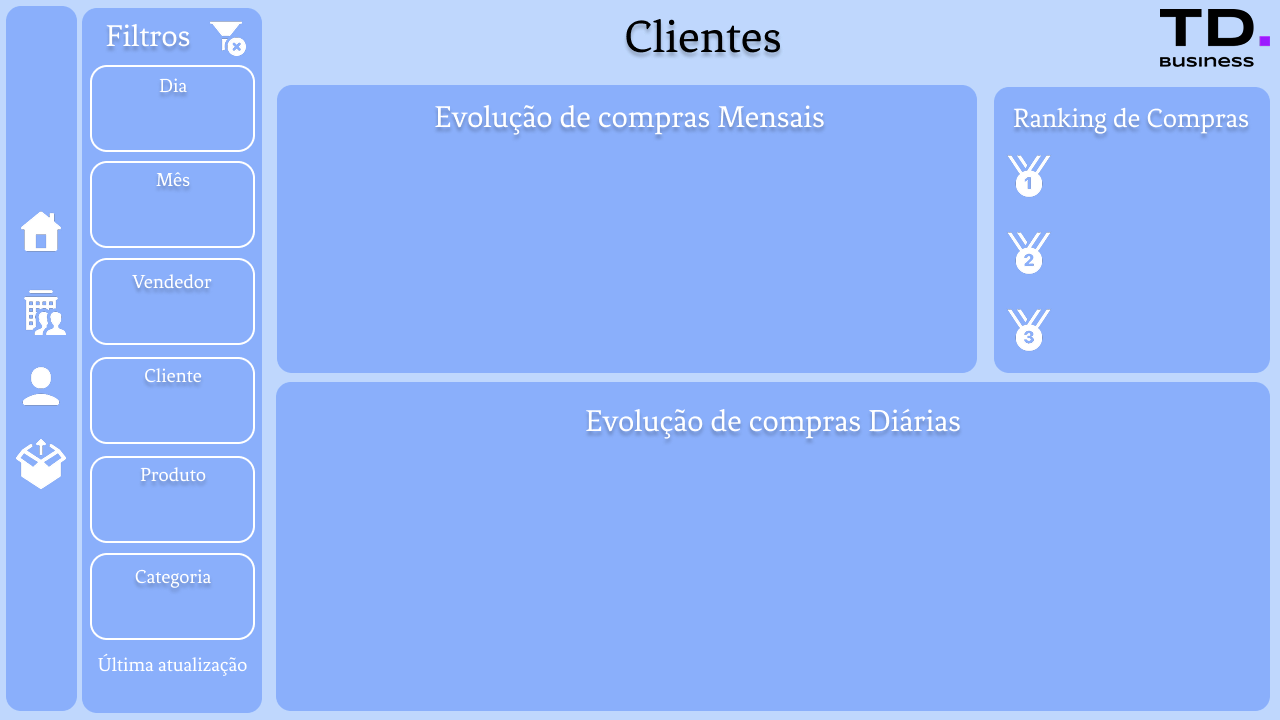 Filtros
Dia
Mês
Vendedor
Cliente
Produto
Categoria
Última atualização
Clientes
TD.
BUSINESS
Evolução de compras Mensais
Ranking de Compras
1
2
3
Evolução de compras Diárias